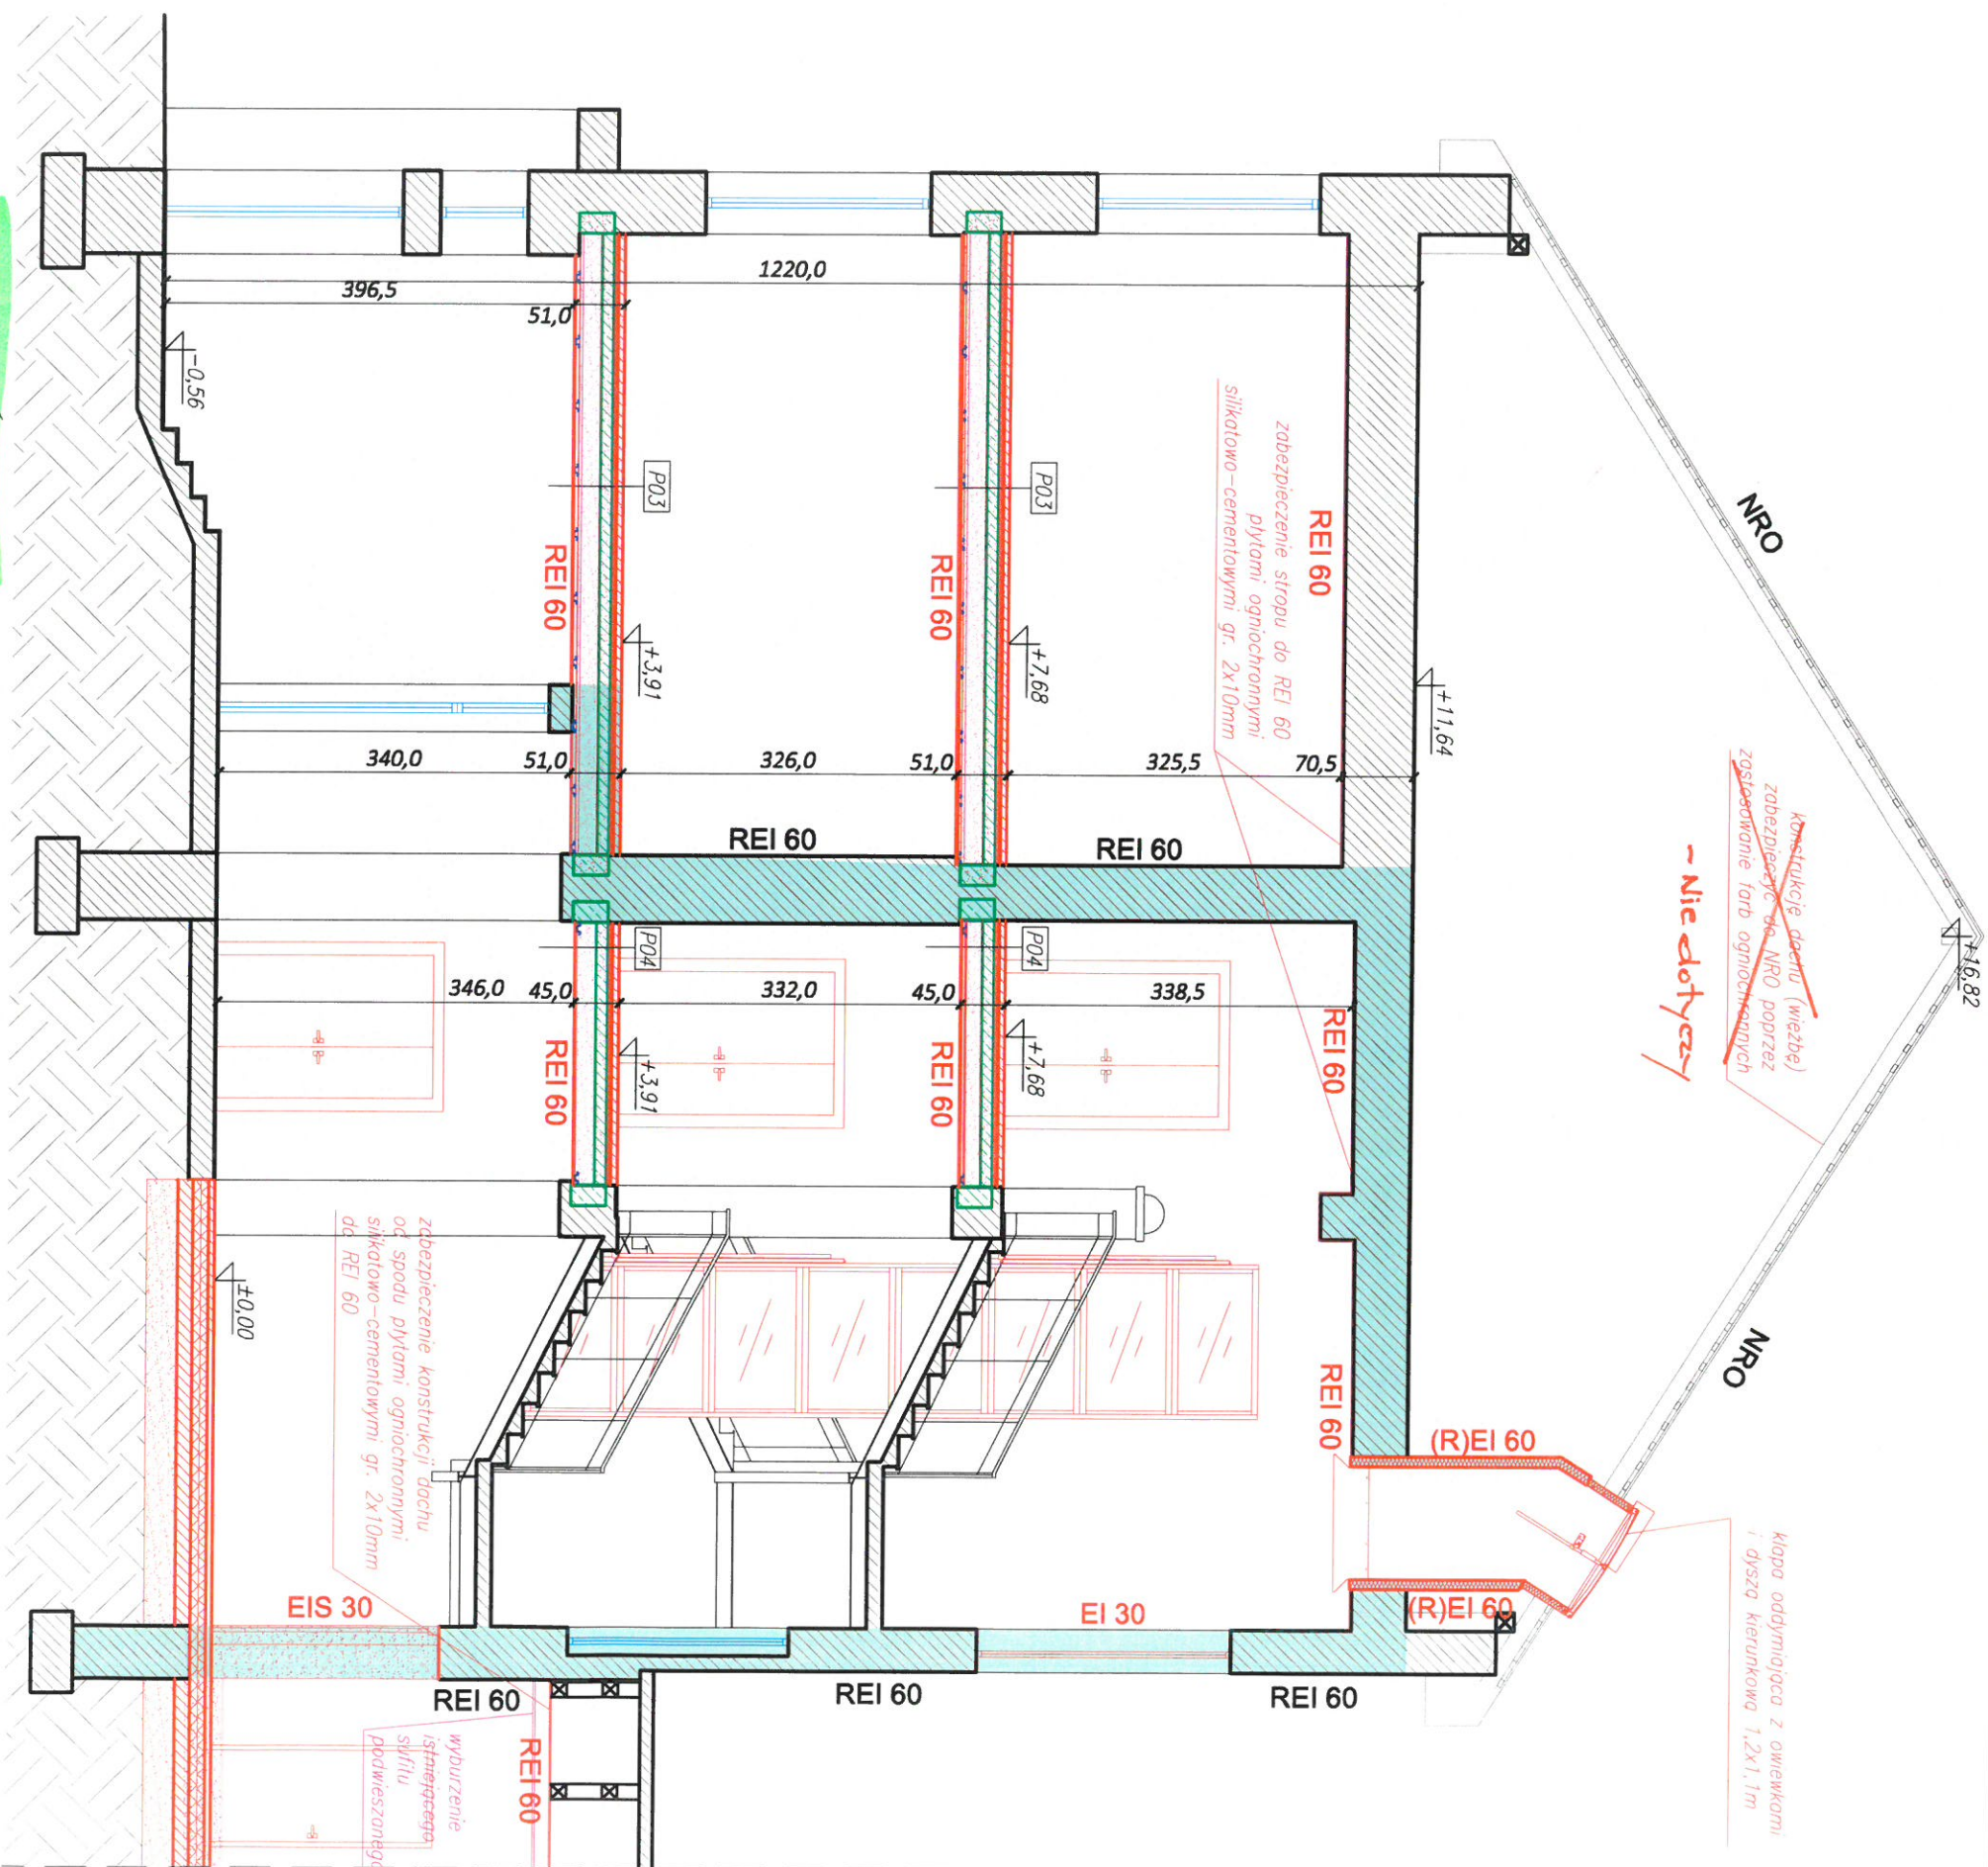 NRO
+16,82
konstrukcję dachu (więźbę)
zabezpieczyć do NRO poprzez
zastosowanie farb ogniochronnych
~ Nie dotyczy
NRO
klapa oddymiająca z owiewkami
i dyszą kierunkową 1,2x1,1m
(R)EI 60
(R)EI 60
+11,64
REI 60
zabezpieczenie stropu do REI 60
płytami ogniochronnymi
silikatowo-cementowymi gr. 2x10mm
REI 60
REI 60
70,5
325,5
338,5
REI 60
EI 30
REI 60
P03
+7,68
P04
+7,68
REI 60
REI 60
51,0
45,0
1220,0
326,0
332,0
REI 60
REI 60
P03
+3,91
P04
+3,91
REI 60
REI 60
51,0
51,0
45,0
396,5
340,0
346,0
-0,56
±0,00
zabezpieczenie konstrukcji dachu
od spodu płytami ogniochronnymi
silikatowo-cementowymi gr. 2x10mm
do REI 60
EIS 30
REI 60
REI 60
wyburzenie
istniejącego
sufitu
podwieszanego